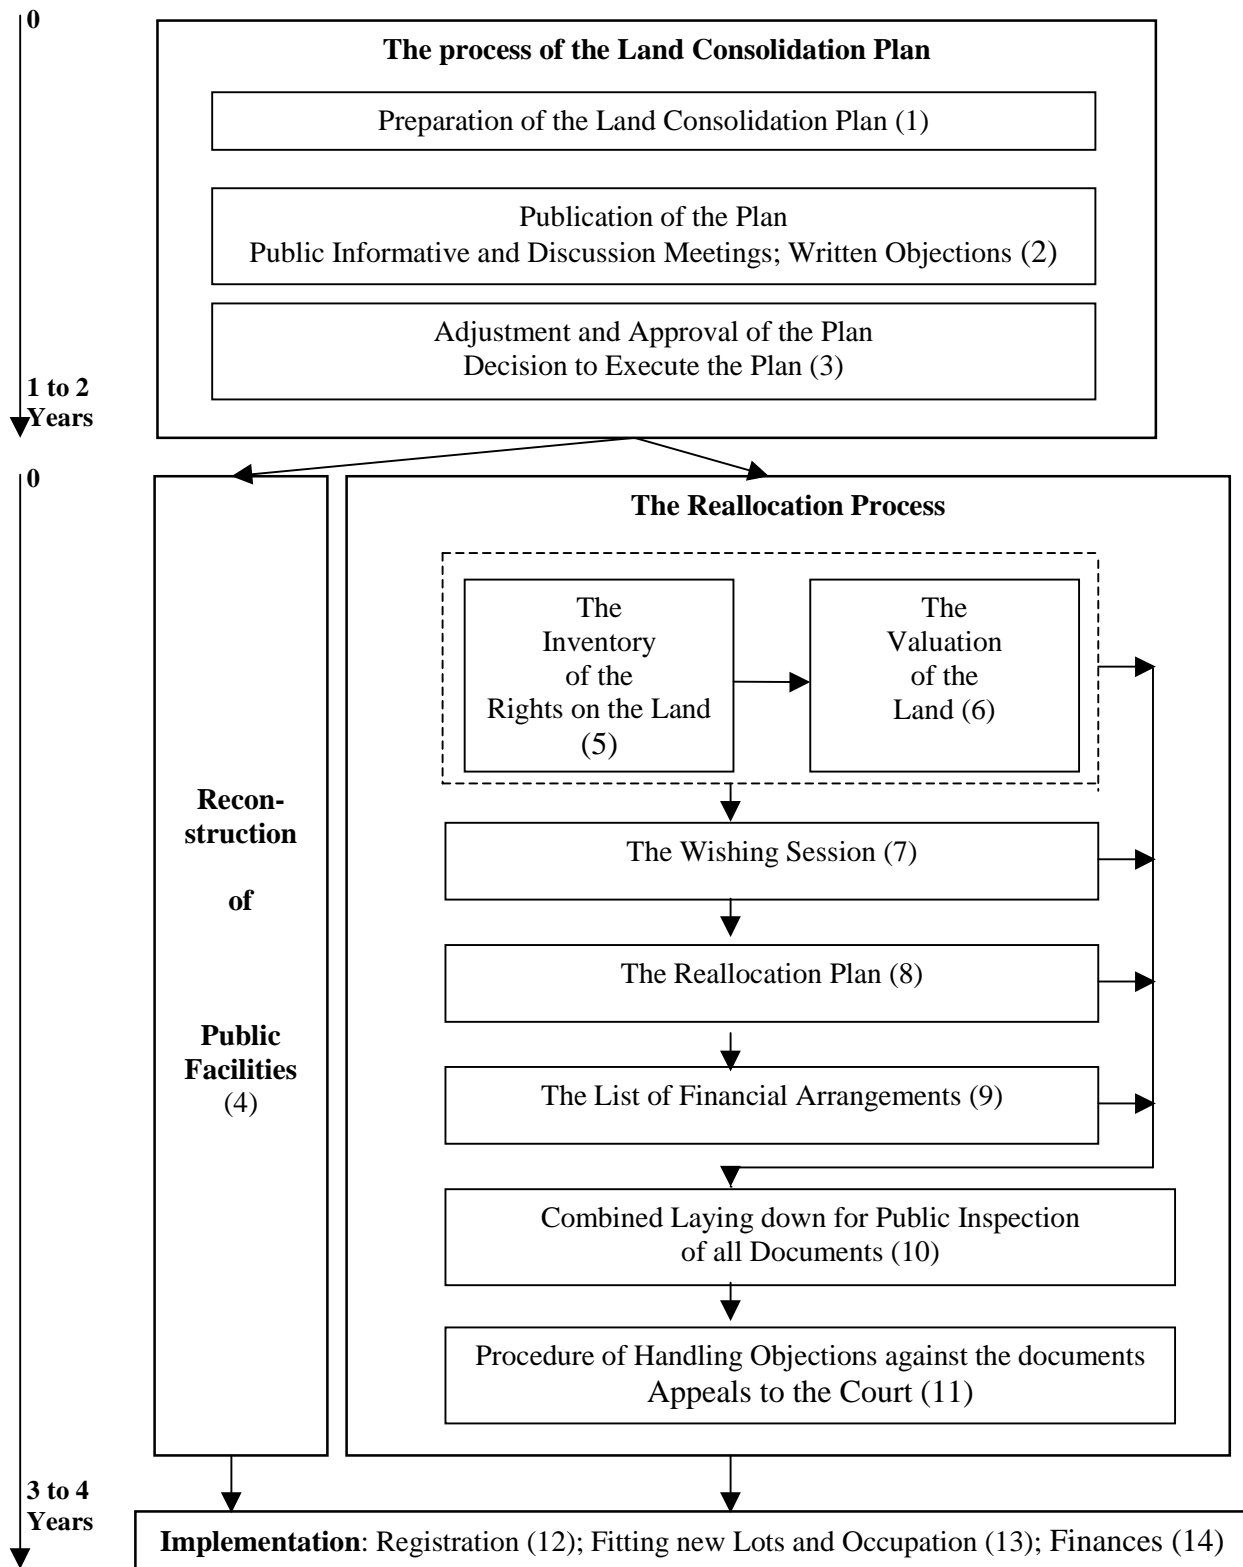 0
The process of the Land Consolidation Plan
Preparation of the Land Consolidation Plan (1)
Publication of the Plan
Public Informative and Discussion Meetings; Written Objections (2)
Adjustment and Approval of the Plan
Decision to Execute the Plan (3)
1 to 2
Years
0
Recon-
struction
of
Public
Facilities
(4)
The Reallocation Process
The
Inventory
of the
Rights on the Land
(5)
The
Valuation
of the
Land (6)
The Wishing Session (7)
The Reallocation Plan (8)
The List of Financial Arrangements (9)
Combined Laying down for Public Inspection
of all Documents (10)
Procedure of Handling Objections against the documents
Appeals to the Court (11)
3 to 4
Years
Implementation: Registration (12); Fitting new Lots and Occupation (13); Finances (14)